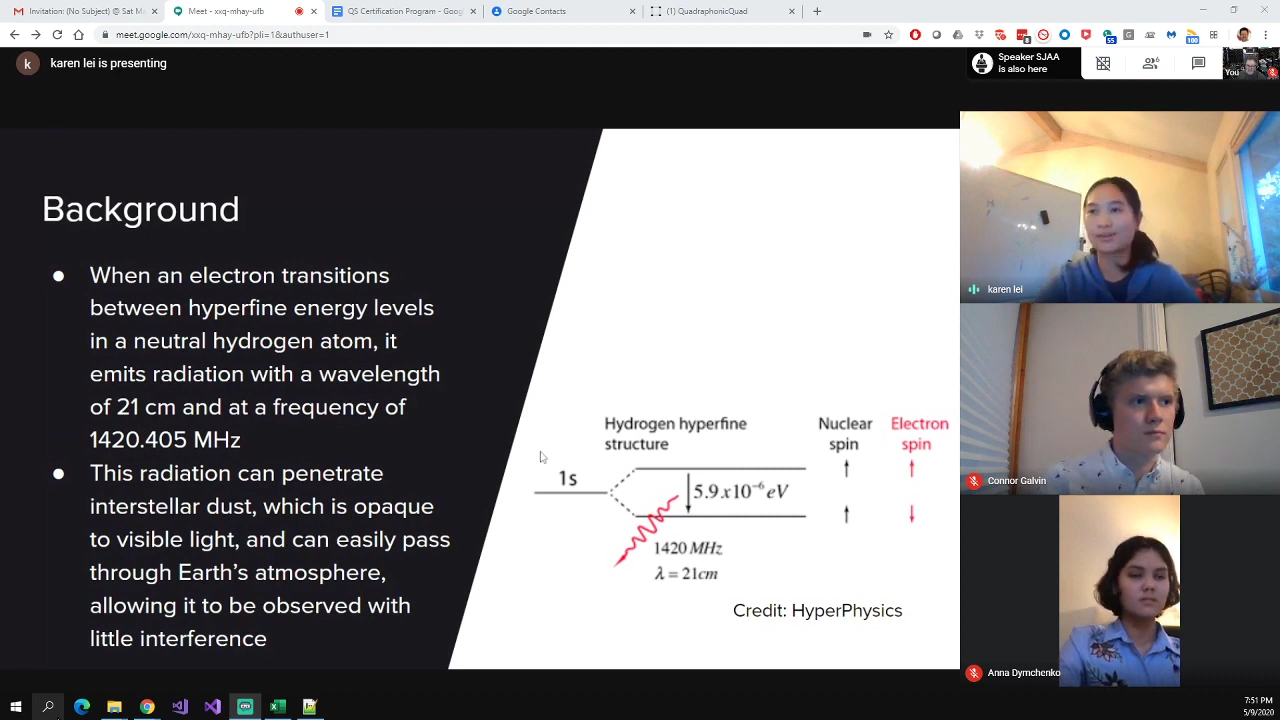 Invitation: (No Subject) @ Sat Ma
Meet - xxq-mhay-ufb
QS Certification Program - Goog
Google Contacts
QuadraphonicQuad
meet.google.com/xxq-mhay-ufb?pli=1&authuser=1
8
55
100
k
karen lei is presenting
Speaker SJAA
is also here
6
You
Background
● When an electron transitions
between hyperfine energy levels
in a neutral hydrogen atom, it
emits radiation with a wavelength
of 21 cm and at a frequency of
1420.405 MHz
● This radiation can penetrate
interstellar dust, which is opaque
to visible light, and can easily pass
through Earth's atmosphere,
allowing it to be observed with
little interference
Hydrogen hyperfine
structure
Nuclear
spin
Electron
spin
1s
5.9x10⁻⁶eV
1420 MHz
λ = 21cm
Credit: HyperPhysics
karen lei
Connor Galvin
Anna Dymchenko
7:51 PM
5/9/2020